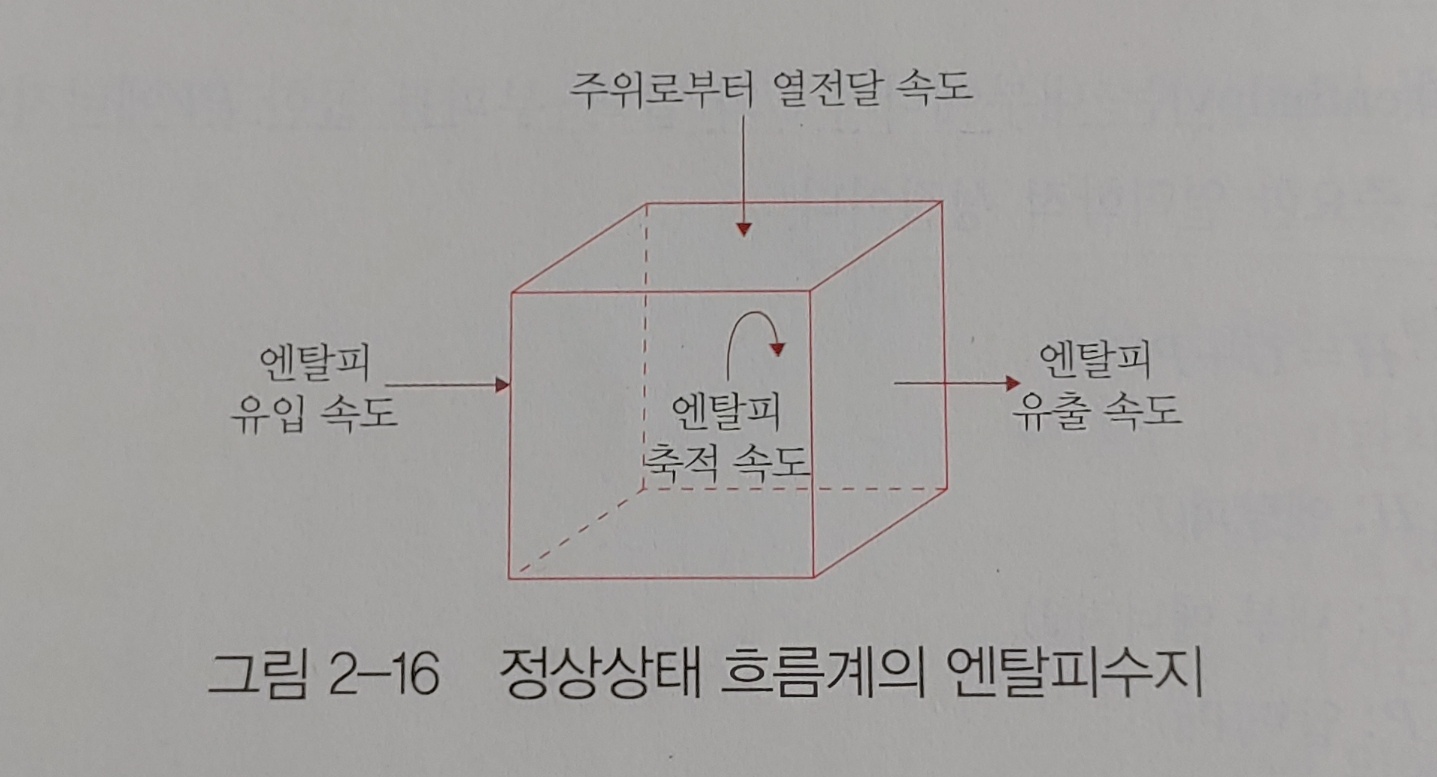 주위로부터 열전달 속도
엔탈피
유입 속도
엔탈피
축적 속도
엔탈피
유출 속도
그림 2-16 정상상태 흐름계의 엔탈피수지